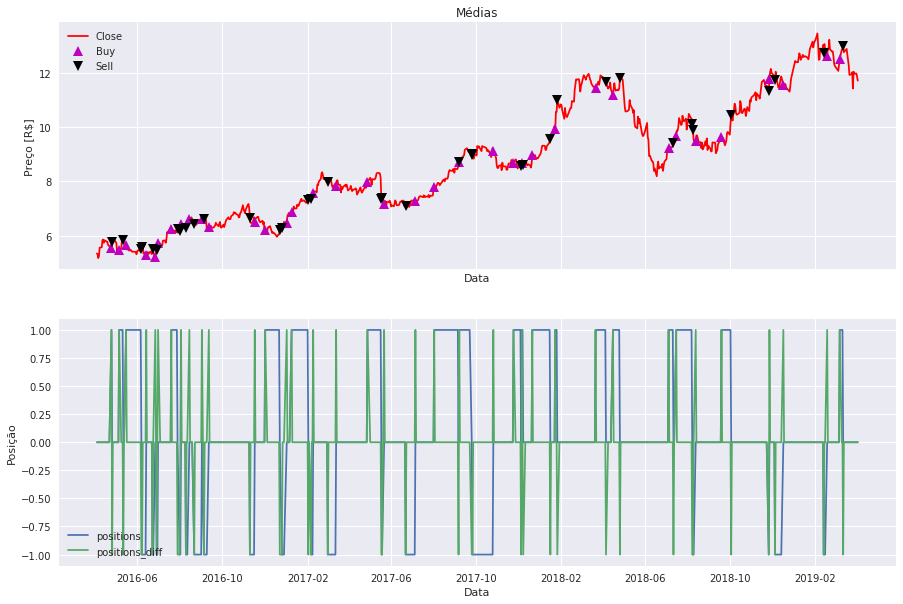 Médias
Close
Buy
Sell
12
10
8
6
Preço [R$]
Data
1.00
0.75
0.50
0.25
0.00
−0.25
−0.50
−0.75
−1.00
Posição
positions
positions_diff
2016-06
2016-10
2017-02
2017-06
2017-10
2018-02
2018-06
2018-10
2019-02
Data